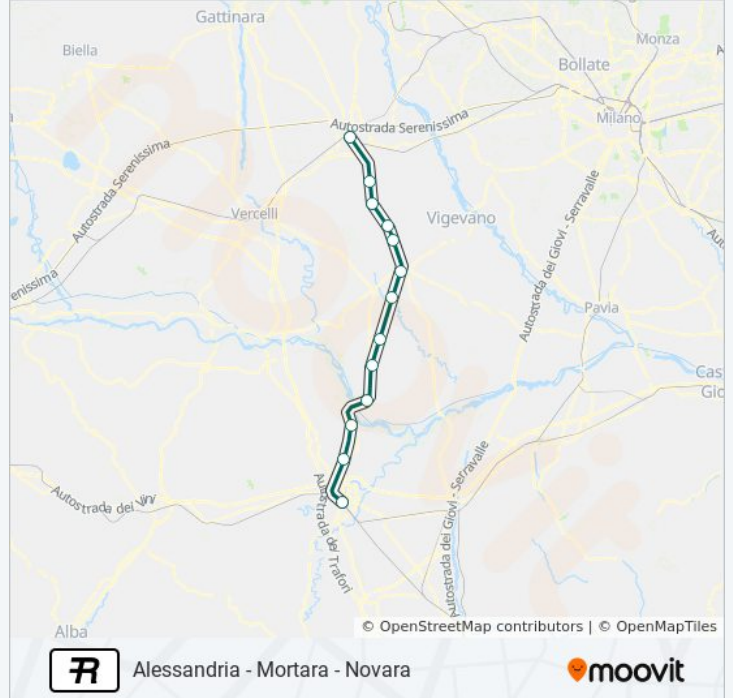 Gattinara
Biella
Monza
Bollate
Autostrada Serenissima
Milano
Autostrada Serenissima
Vercelli
Vigevano
Autostrada dei Giovi - Serravalle
enissima
Pavia
Cas
Gio
Autostrada dei Vini
Autostrada dei Trafori
Autostrada dei Giovi - Serravalle
Alba
© OpenStreetMap contributors | © OpenMapTiles
R
Alessandria - Mortara - Novara
moovit